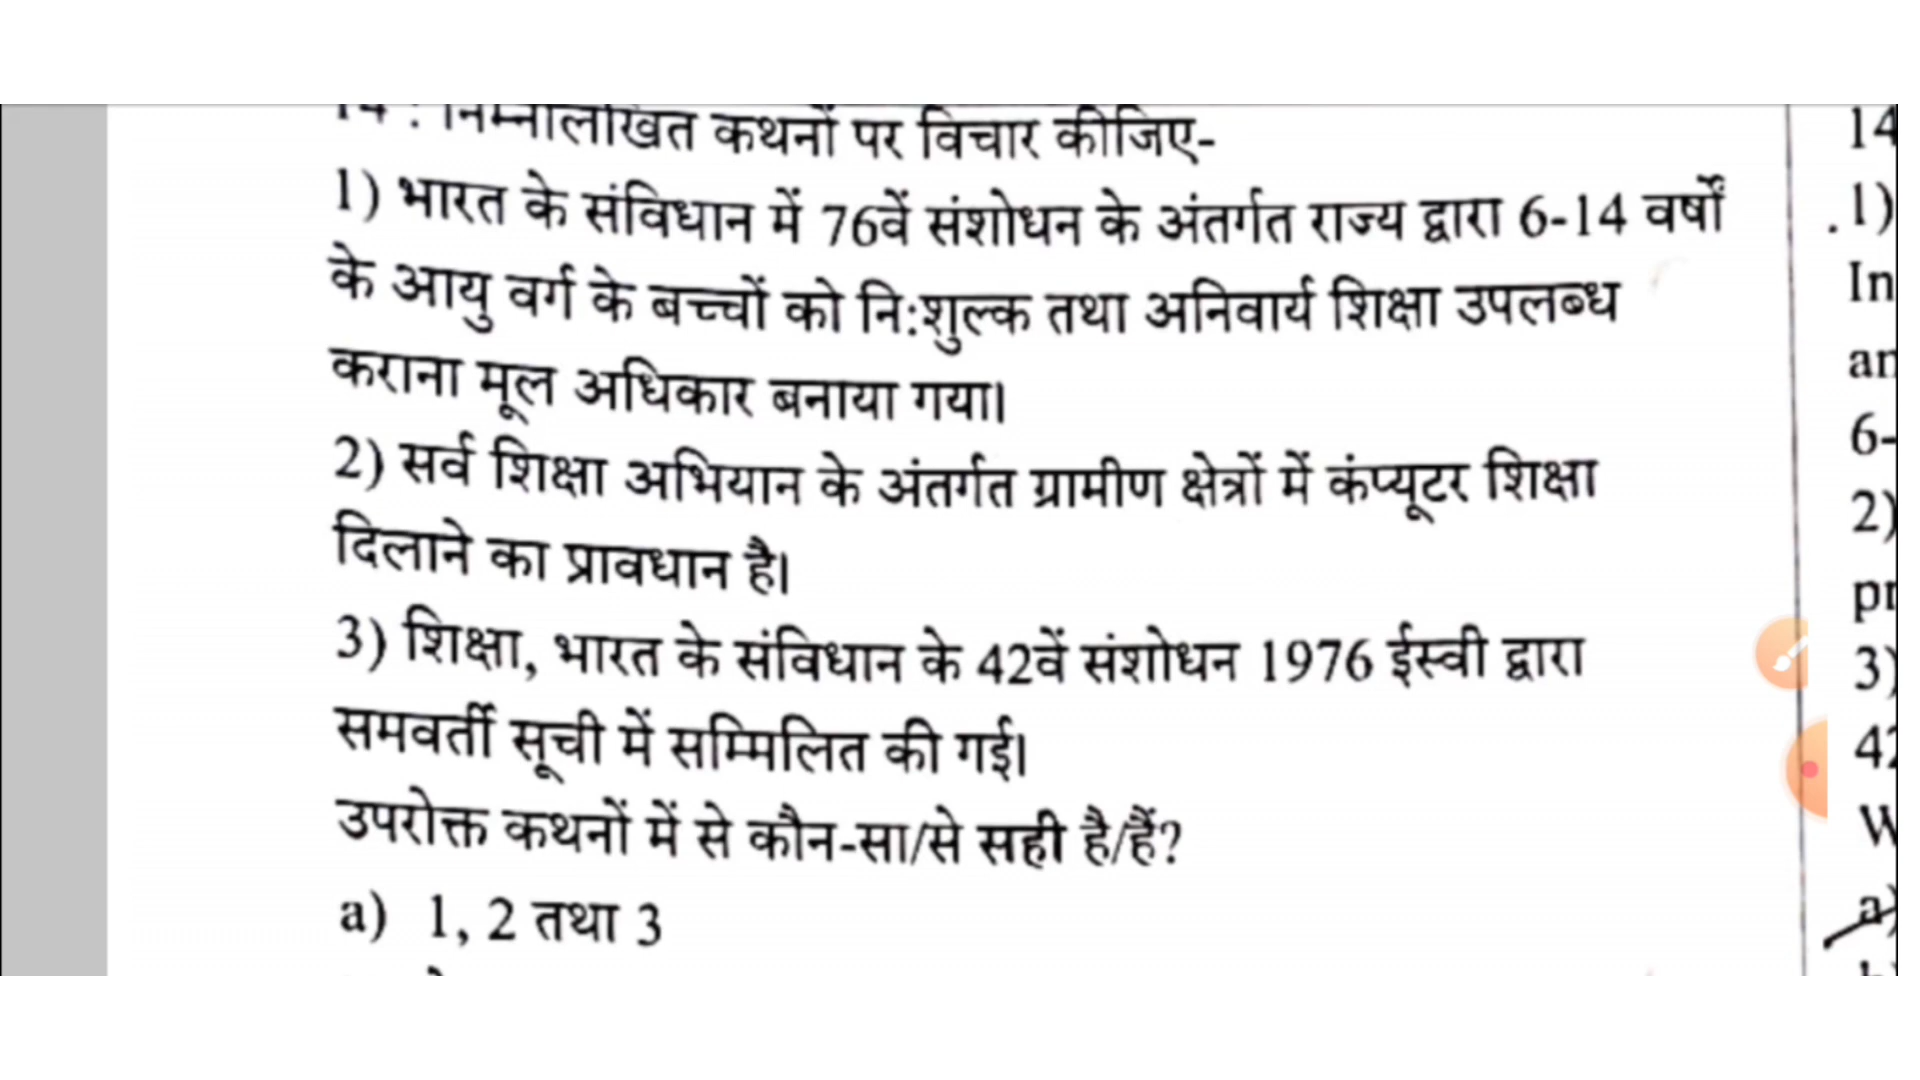 14 : निम्नलिखित कथनों पर विचार कीजिए-
1) भारत के संविधान में 76वें संशोधन के अंतर्गत राज्य द्वारा 6-14 वर्षों
के आयु वर्ग के बच्चों को नि:शुल्क तथा अनिवार्य शिक्षा उपलब्ध
कराना मूल अधिकार बनाया गया।
2) सर्व शिक्षा अभियान के अंतर्गत ग्रामीण क्षेत्रों में कंप्यूटर शिक्षा
दिलाने का प्रावधान है।
3) शिक्षा, भारत के संविधान के 42वें संशोधन 1976 ईस्वी द्वारा
समवर्ती सूची में सम्मिलित की गई।
उपरोक्त कथनों में से कौन-सा/से सही है/हैं?
a) 1, 2 तथा 3
14
1)
In
an
6-
2)
pr
3)
42
W
a)